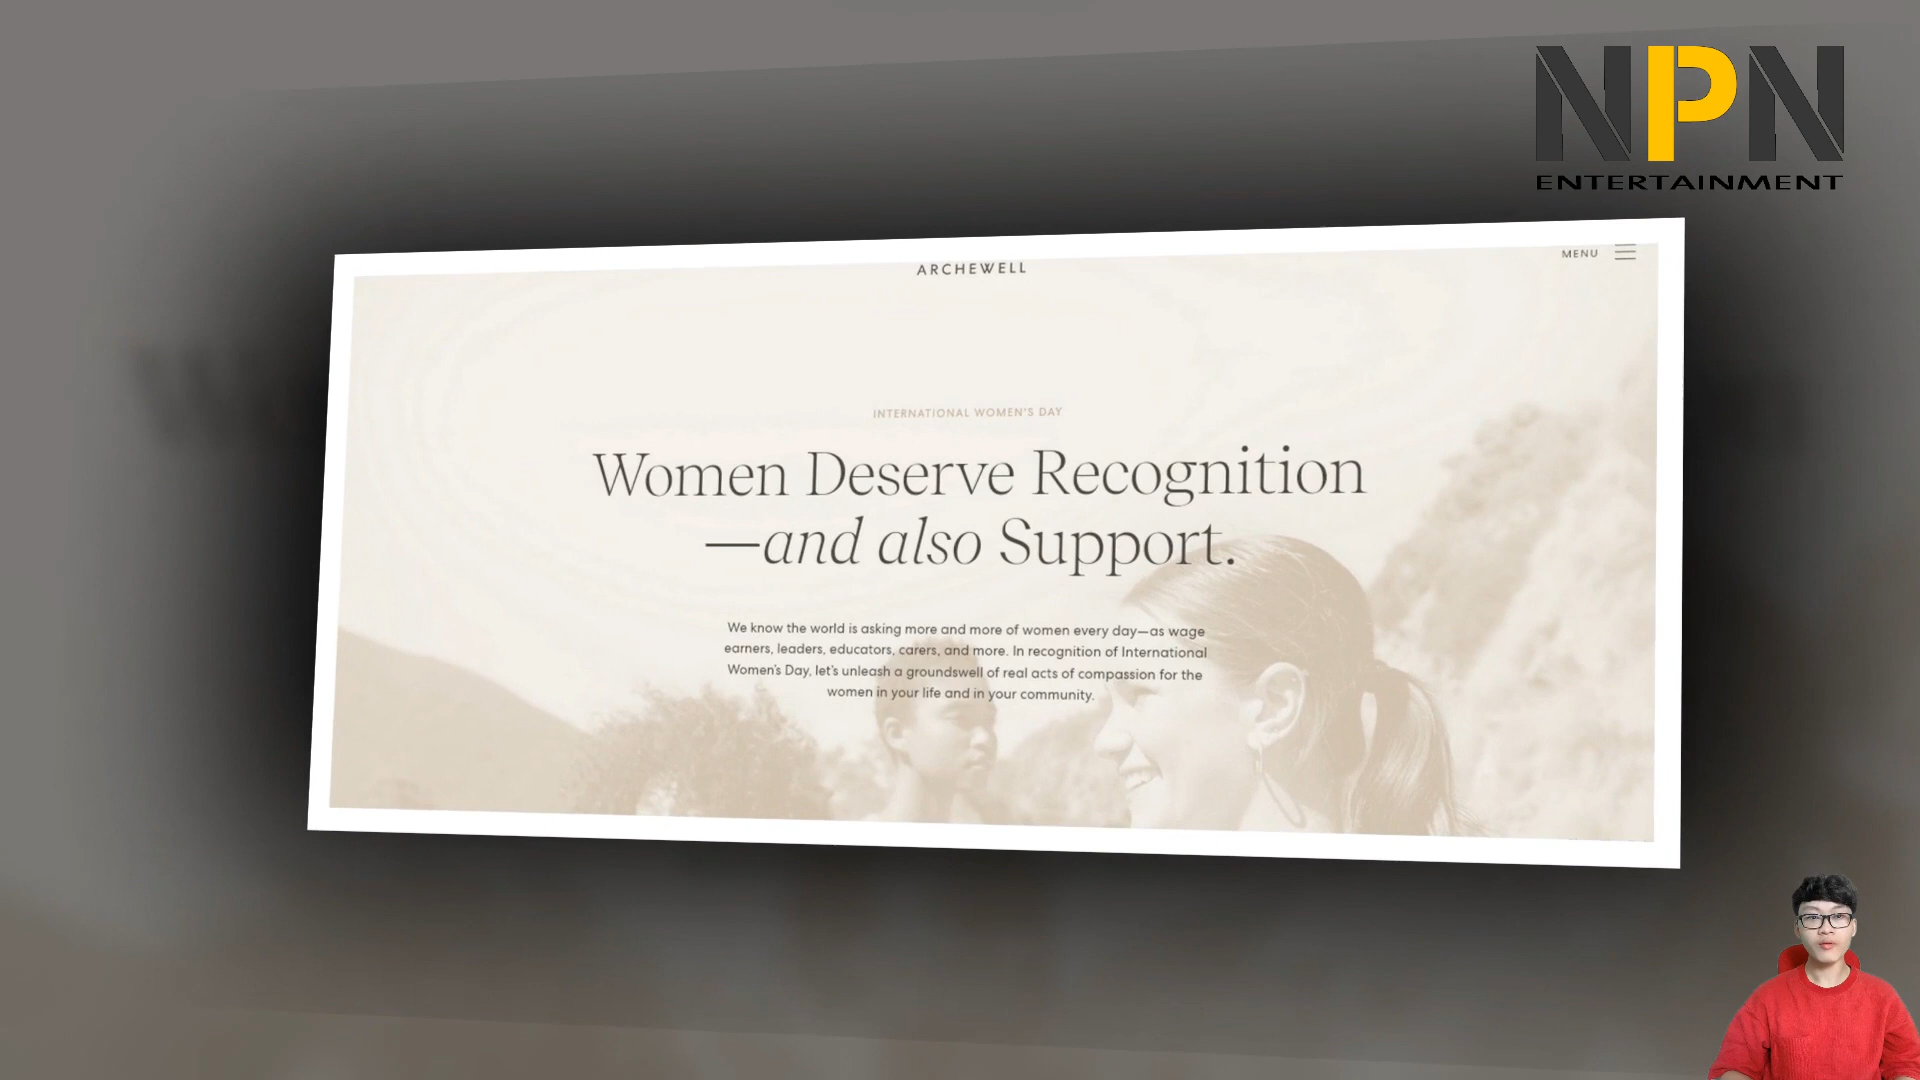 NPN
ENTERTAINMENT
ARCHEWELL
MENU
INTERNATIONAL WOMEN'S DAY
Women Deserve Recognition
—and also Support.
We know the world is asking more and more of women every day—as wage
earners, leaders, educators, carers, and more. In recognition of International
Women's Day, let's unleash a groundswell of real acts of compassion for the
women in your life and in your community.